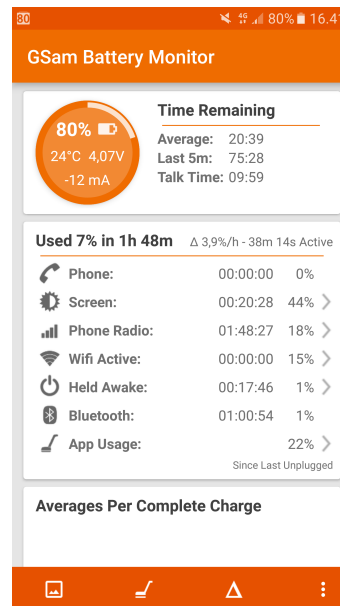 80 4G 80% 16.41
GSam Battery Monitor
80%
24°C 4,07V
-12 mA
Time Remaining
Average: 20:39
Last 5m: 75:28
Talk Time: 09:59
Used 7% in 1h 48m Δ 3,9%/h - 38m 14s Active
Phone: 00:00:00 0%
Screen: 00:20:28 44%
Phone Radio: 01:48:27 18%
Wifi Active: 00:00:00 15%
Held Awake: 00:17:46 1%
Bluetooth: 01:00:54 1%
App Usage: 22%
Since Last Unplugged
Averages Per Complete Charge
Δ